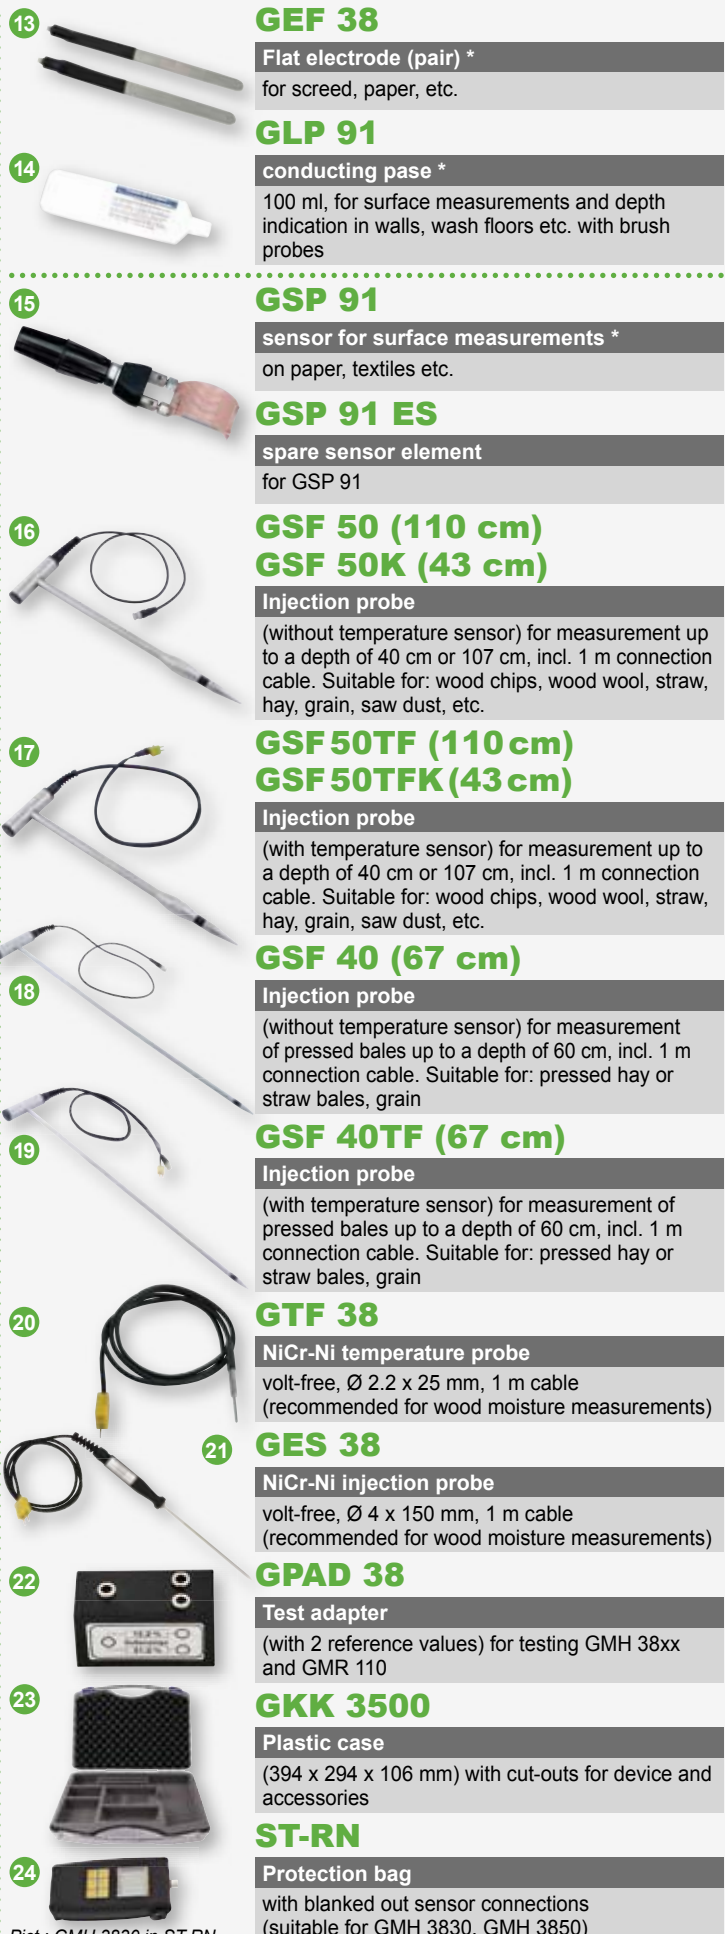 13
GEF 38
Flat electrode (pair) *
for screed, paper, etc.
GLP 91
14
conducting pase *
100 ml, for surface measurements and depth
indication in walls, wash floors etc. with brush
probes
15
GSP 91
sensor for surface measurements *
on paper, textiles etc.
GSP 91 ES
spare sensor element
for GSP 91
16
GSF 50 (110 cm)
GSF 50K (43 cm)
Injection probe
(without temperature sensor) for measurement up
to a depth of 40 cm or 107 cm, incl. 1 m connection
cable. Suitable for: wood chips, wood wool, straw,
hay, grain, saw dust, etc.
17
GSF50TF (110cm)
GSF50TFK(43cm)
Injection probe
(with temperature sensor) for measurement up to
a depth of 40 cm or 107 cm, incl. 1 m connection
cable. Suitable for: wood chips, wood wool, straw,
hay, grain, saw dust, etc.
GSF 40 (67 cm)
18
Injection probe
(without temperature sensor) for measurement
of pressed bales up to a depth of 60 cm, incl. 1 m
connection cable. Suitable for: pressed hay or
straw bales, grain
GSF 40TF (67 cm)
19
Injection probe
(with temperature sensor) for measurement of
pressed bales up to a depth of 60 cm, incl. 1 m
connection cable. Suitable for: pressed hay or
straw bales, grain
20
GTF 38
NiCr-Ni temperature probe
volt-free, Ø 2.2 x 25 mm, 1 m cable
(recommended for wood moisture measurements)
21
GES 38
NiCr-Ni injection probe
volt-free, Ø 4 x 150 mm, 1 m cable
(recommended for wood moisture measurements)
22
GPAD 38
Test adapter
(with 2 reference values) for testing GMH 38xx
and GMR 110
23
GKK 3500
Plastic case
(394 x 294 x 106 mm) with cut-outs for device and
accessories
ST-RN
24
Protection bag
with blanked out sensor connections
(suitable for GMH 3830, GMH 3850)
Pict.: GMH 3830 in ST-RN